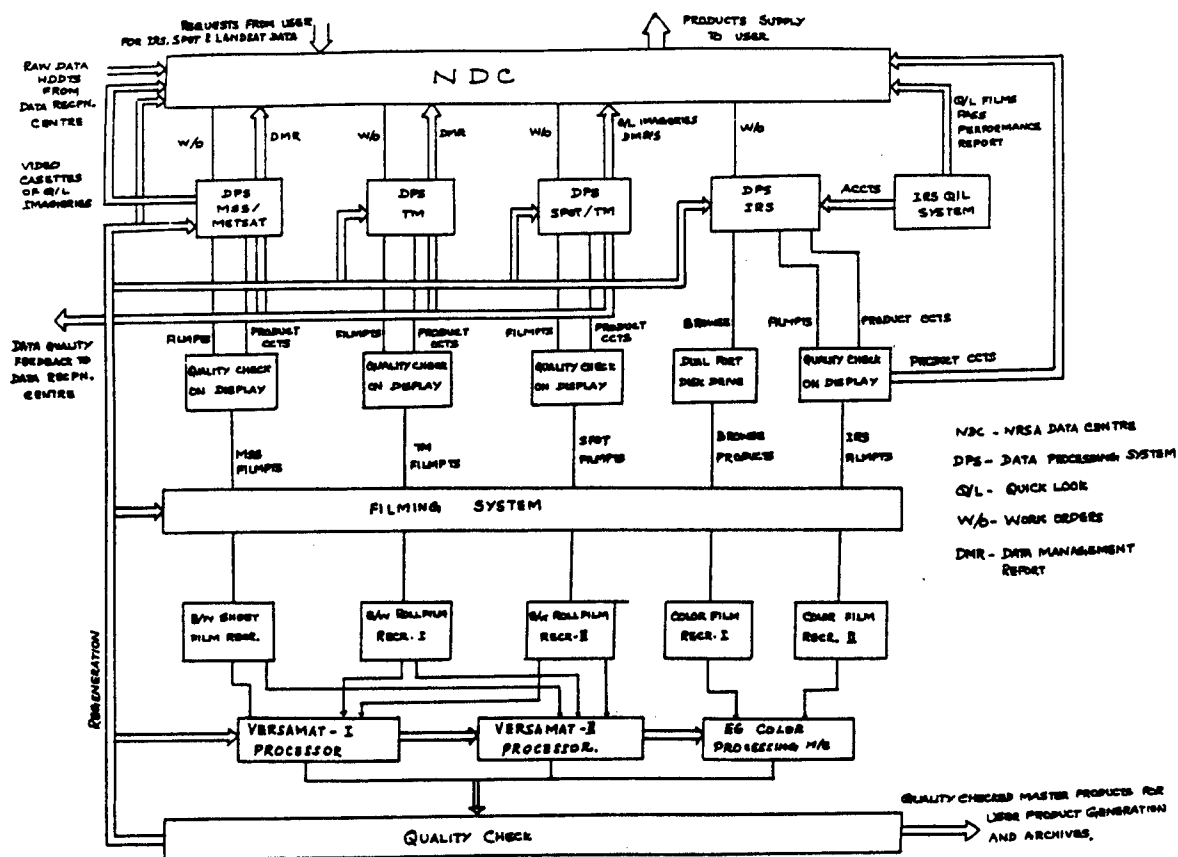 REQUESTS FROM USER
FOR IRS, SPOT & LANDSAT DATA
PRODUCTS SUPPLY
TO USER
RAW DATA
HDDTS
FROM
DATA RECPN.
CENTRE
NDC
Q/L FILMS
PASS
PERFORMANCE
REPORT
W/O
DMR
W/O
DMR
W/O
Q/L IMAGERIES
DMR'S
W/O
VIDEO
CASETTES
OF Q/L
IMAGERIES
DPS
MSS/
METSAT
DPS
TM
DPS
SPOT/TM
DPS
IRS
ACCTS
IRS Q/L
SYSTEM
DATA QUALITY
FEEDBACK TO
DATA RECPN.
CENTRE
FILMPTS
PRODUCT
CCTS
FILMPTS
PRODUCT
CCTS
FILMPTS
PRODUCT
CCTS
BROWSE
FILMPTS
PRODUCT CCTS
QUALITY CHECK
ON DISPLAY
QUALITY CHECK
ON DISPLAY
QUALITY CHECK
ON DISPLAY
DUAL PORT
DISK DRIVE
QUALITY CHECK
ON DISPLAY
PRODUCT CCTS
MSS
FILMPTS
TM
FILMPTS
SPOT
FILMPTS
BROWSE
PRODUCTS
IRS
FILMPTS
NDC - NRSA DATA CENTRE
DPS - DATA PROCESSING SYSTEM
Q/L - QUICK LOOK
W/O - WORK ORDERS
DMR - DATA MANAGEMENT
REPORT
FILMING SYSTEM
B/W SHEET
FILM RECR.
B/W ROLL FILM
RECR. I
B/W ROLL FILM
RECR-II
COLOR FILM
RECR. I
COLOR FILM
RECR. II
REGENERATION
VERSAMAT - I
PROCESSOR
VERSAMAT - II
PROCESSOR.
E6 COLOR
PROCESSING M/C
QUALITY CHECK
QUALITY CHECKED MASTER PRODUCTS FOR
USER PRODUCT GENERATION
AND ARCHIVES.